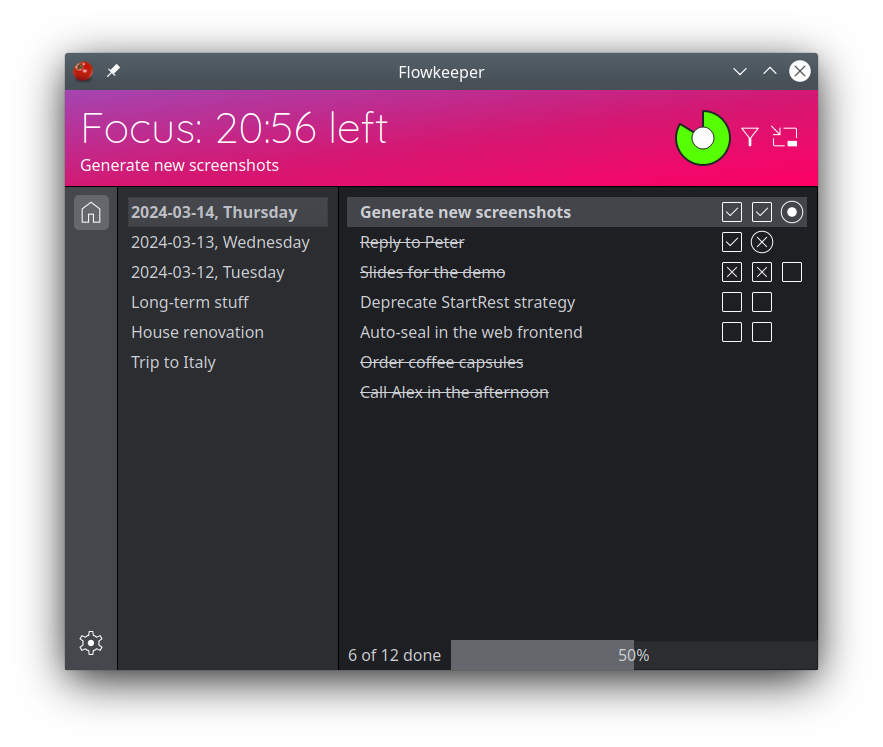 Flowkeeper
Focus: 20:56 left
Generate new screenshots
2024-03-14, Thursday
2024-03-13, Wednesday
2024-03-12, Tuesday
Long-term stuff
House renovation
Trip to Italy
Generate new screenshots
Reply to Peter
Slides for the demo
Deprecate StartRest strategy
Auto-seal in the web frontend
Order coffee capsules
Call Alex in the afternoon
6 of 12 done
50%